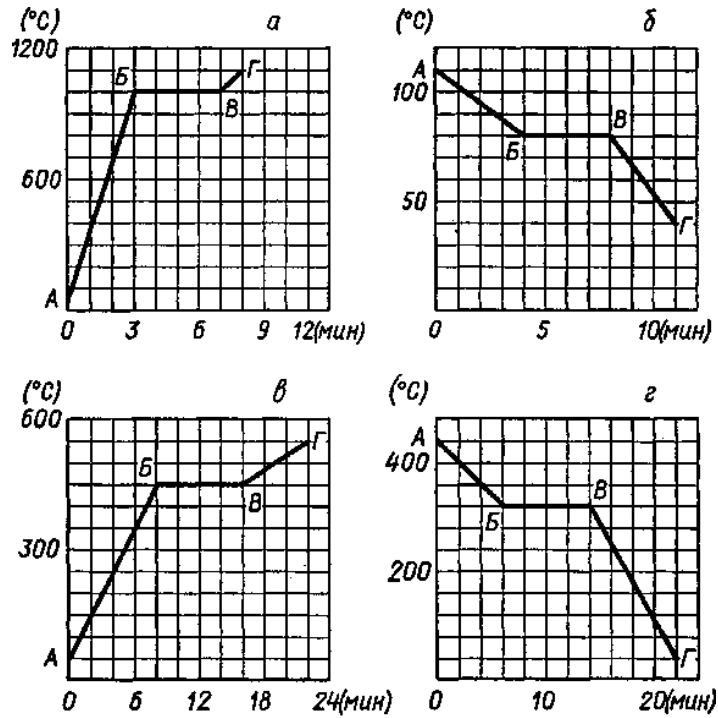 (°C) а
1200
600
0 3 6 9 12(мин)
А Б В Г
(°C) б
100
50
0 5 10(мин)
А Б В Г
(°C) в
600
300
0 6 12 18 24(мин)
А Б В Г
(°C) г
400
200
0 10 20(мин)
А Б В Г